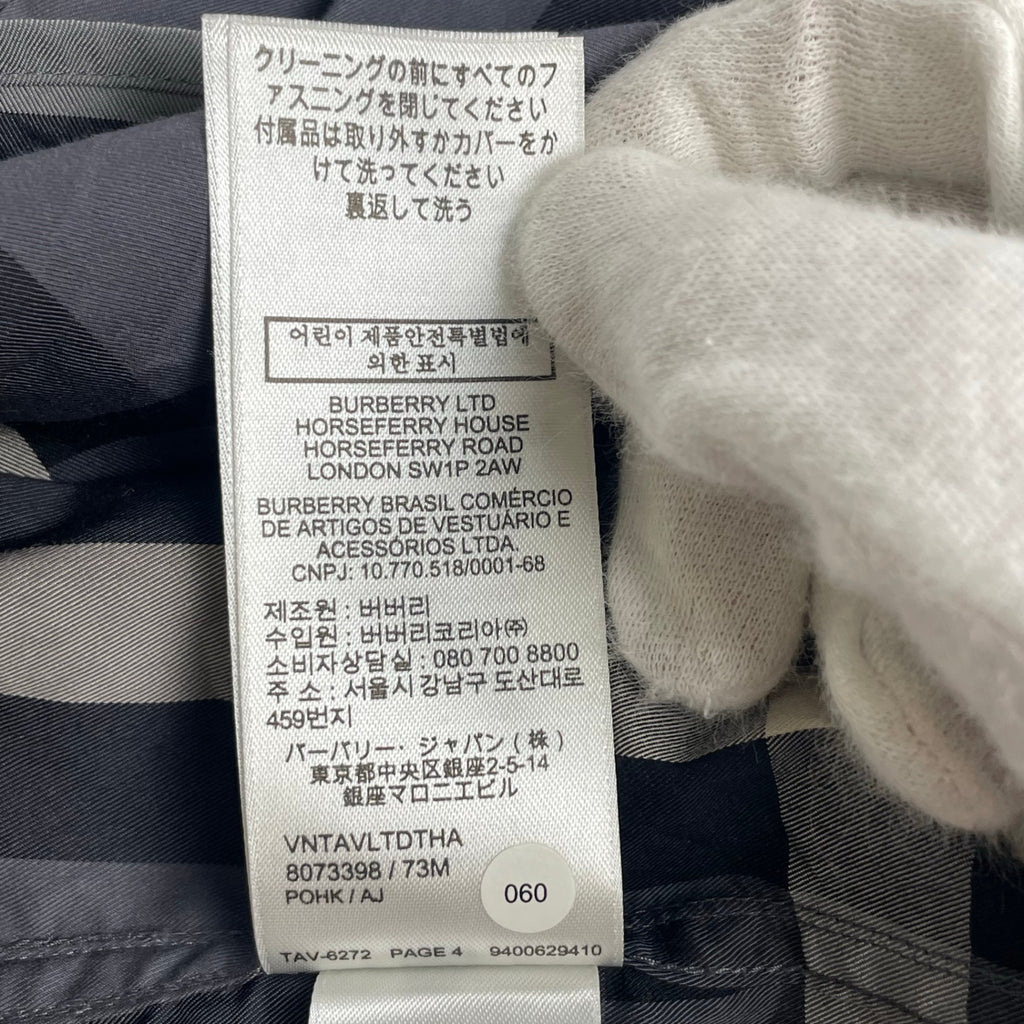 クリーニングの前にすべてのフ
ァスニングを閉じてください
付属品は取り外すかカバーをか
けて洗ってください
裏返して洗う
어린이 제품안전특별법에
의한 표시
BURBERRY LTD
HORSEFERRY HOUSE
HORSEFERRY ROAD
LONDON SW1P 2AW
BURBERRY BRASIL COMÉRCIO
DE ARTIGOS DE VESTUÁRIO E
ACESSÓRIOS LTDA.
CNPJ: 10.770.518/0001-68
제조원 : 버버리
수입원 : 버버리코리아㈜
소비자상담실 : 080 700 8800
주 소 : 서울시 강남구 도산대로
459번지
バーバリー・ジャパン ( 株 )
東京都中央区銀座2-5-14
銀座マロニエビル
VNTAVLTDTHA
8073398 / 73M
POHK / AJ
060
TAV-6272 PAGE 4 9400629410